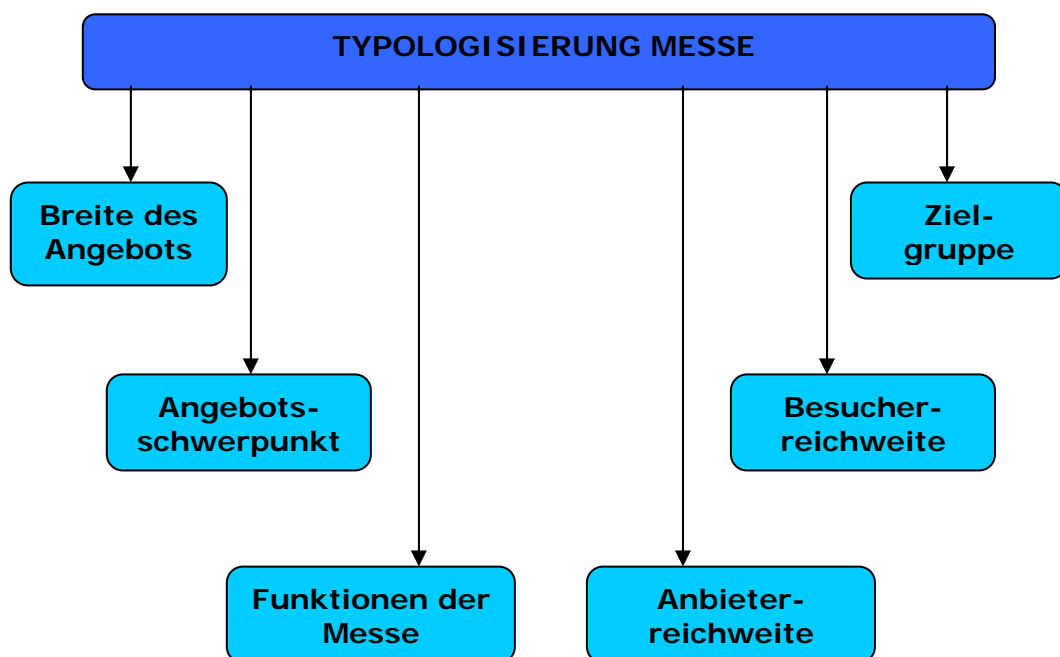 TYPOLOGISIERUNG MESSE
Breite des
Angebots
Ziel-
gruppe
Angebots-
schwerpunkt
Besucher-
reichweite
Funktionen der
Messe
Anbieter-
reichweite